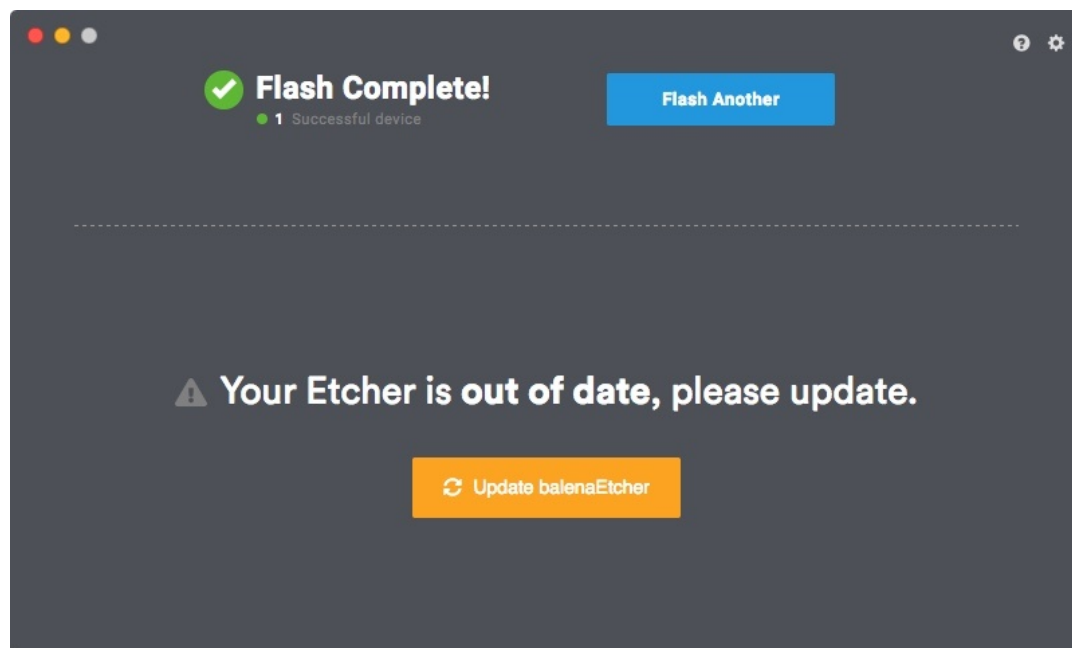 Flash Complete!
Flash Another
1 Successful device
Your Etcher is out of date, please update.
Update balenaEtcher